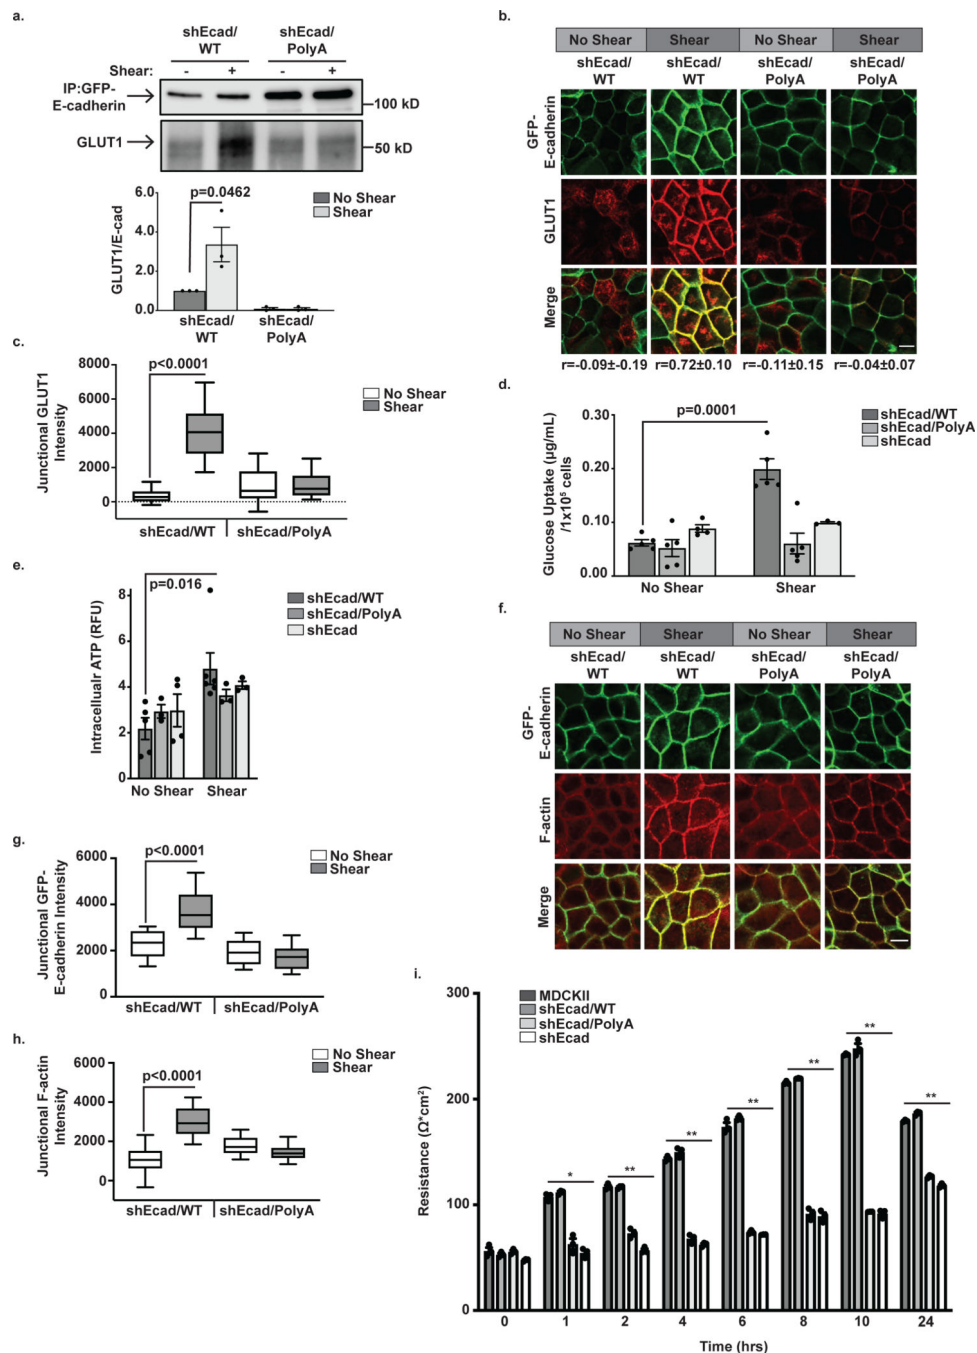 a.
shEcad/ shEcad/
WT PolyA
Shear: - + - +
IP:GFP-
E-cadherin
100 kD
GLUT1
50 kD
p=0.0462
No Shear
Shear
GLUT1/E-cad
6.0
4.0
2.0
0.0
shEcad/ shEcad/
WT PolyA
b.
No Shear Shear No Shear Shear
shEcad/ shEcad/ shEcad/ shEcad/
WT WT PolyA PolyA
GFP-
E-cadherin
GLUT1
Merge
r=-0.09±-0.19 r=0.72±0.10 r=-0.11±0.15 r=-0.04±0.07
c.
Junctional GLUT1
Intensity
8000
6000
4000
2000
0
p<0.0001
No Shear
Shear
shEcad/WT shEcad/PolyA
d.
Glucose Uptake (µg/mL)
/1x10⁵ cells
0.30
0.20
0.10
0.00
p=0.0001
shEcad/WT
shEcad/PolyA
shEcad
No Shear Shear
e.
Intracellualr ATP (RFU)
8
6
4
2
0
p=0.016
shEcad/WT
shEcad/PolyA
shEcad
No Shear Shear
f.
No Shear Shear No Shear Shear
shEcad/ shEcad/ shEcad/ shEcad/
WT WT PolyA PolyA
GFP-
E-cadherin
F-actin
Merge
g.
Junctional GFP-
E-cadherin Intensity
6000
4000
2000
0
p<0.0001
No Shear
Shear
shEcad/WT shEcad/PolyA
h.
Junctional F-actin
Intensity
6000
4000
2000
0
p<0.0001
No Shear
Shear
shEcad/WT shEcad/PolyA
i.
Resistance (Ω*cm²)
300
200
100
0
MDCKII
shEcad/WT
shEcad/PolyA
shEcad
* ** ** ** ** ** **
0 1 2 4 6 8 10 24
Time (hrs)